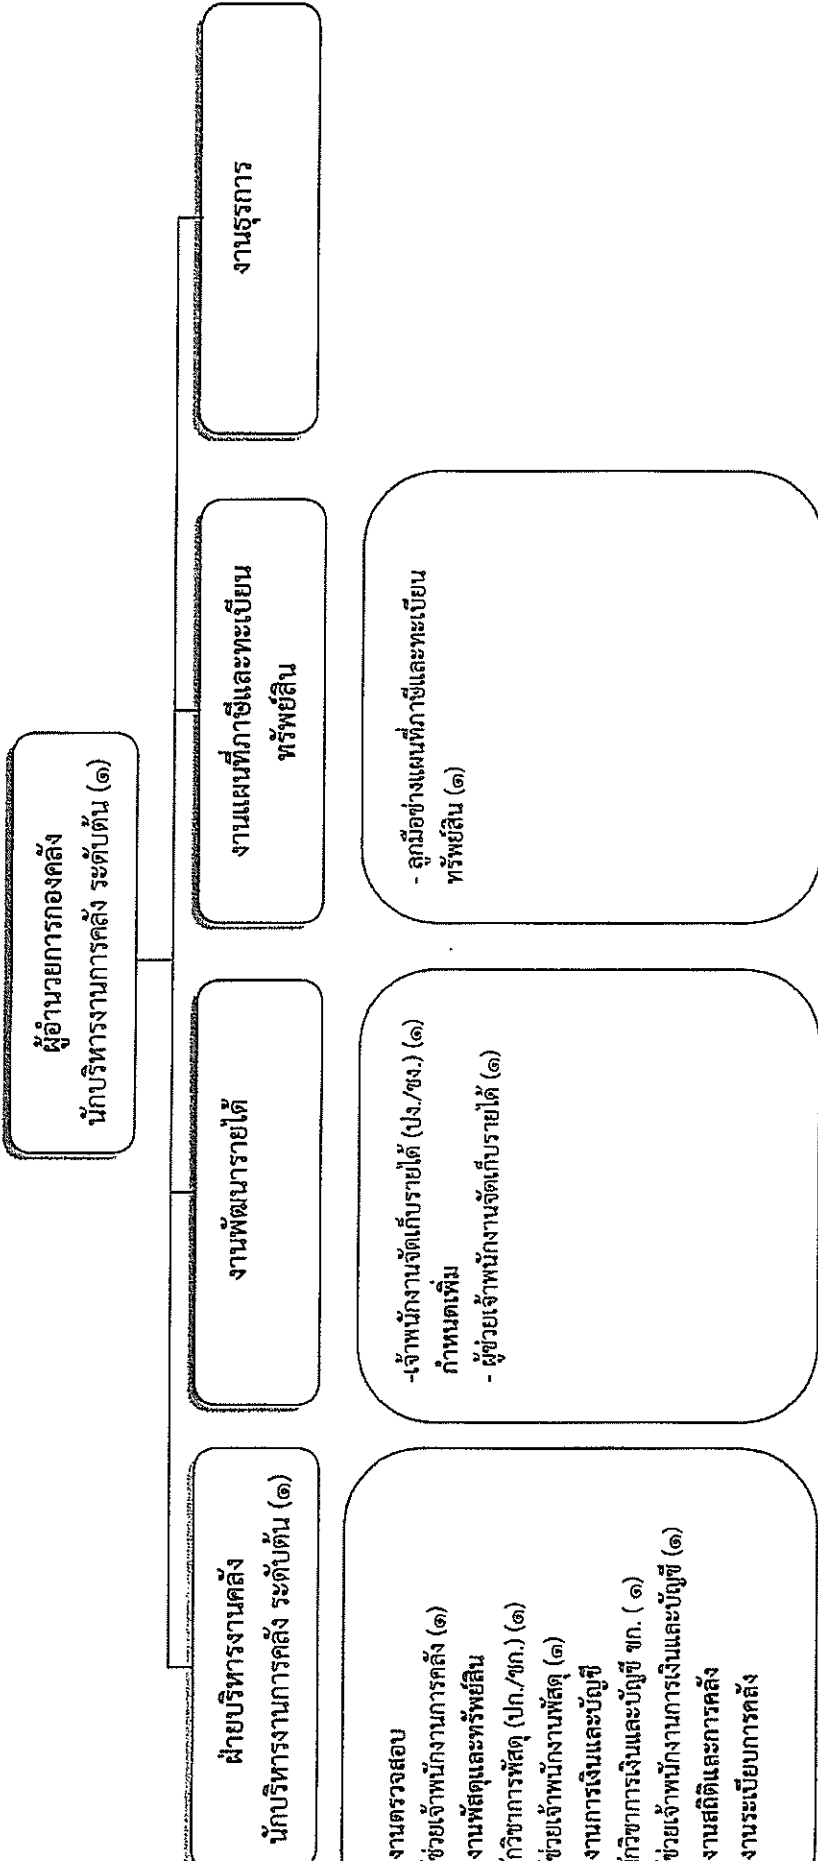 ผู้อำนวยการกองคลัง
นักบริหารงานการคลัง ระดับต้น (๑)
ฝ่ายบริหารงานคลัง
นักบริหารงานการคลัง ระดับต้น (๑)
งานพัฒนารายได้
งานแผนที่ภาษีและทะเบียน
ทรัพย์สิน
งานธุรการ
งานตรวจสอบ
ช่วยเจ้าพนักงานการคลัง (๑)
งานพัสดุและทรัพย์สิน
กวิชาการพัสดุ (ปก./ชก.) (๑)
ช่วยเจ้าพนักงานพัสดุ (๑)
งานการเงินและบัญชี
กวิชาการเงินและบัญชี ชก. ( ๑)
ช่วยเจ้าพนักงานการเงินและบัญชี (๑)
งานสถิติและการคลัง
งานระเบียบการคลัง
-เจ้าพนักงานจัดเก็บรายได้ (ปง./ชง.) (๑)
กำหนดเพิ่ม
- ผู้ช่วยเจ้าพนักงานจัดเก็บรายได้ (๑)
- ลูกมือช่างแผนที่ภาษีและทะเบียน
ทรัพย์สิน (๑)